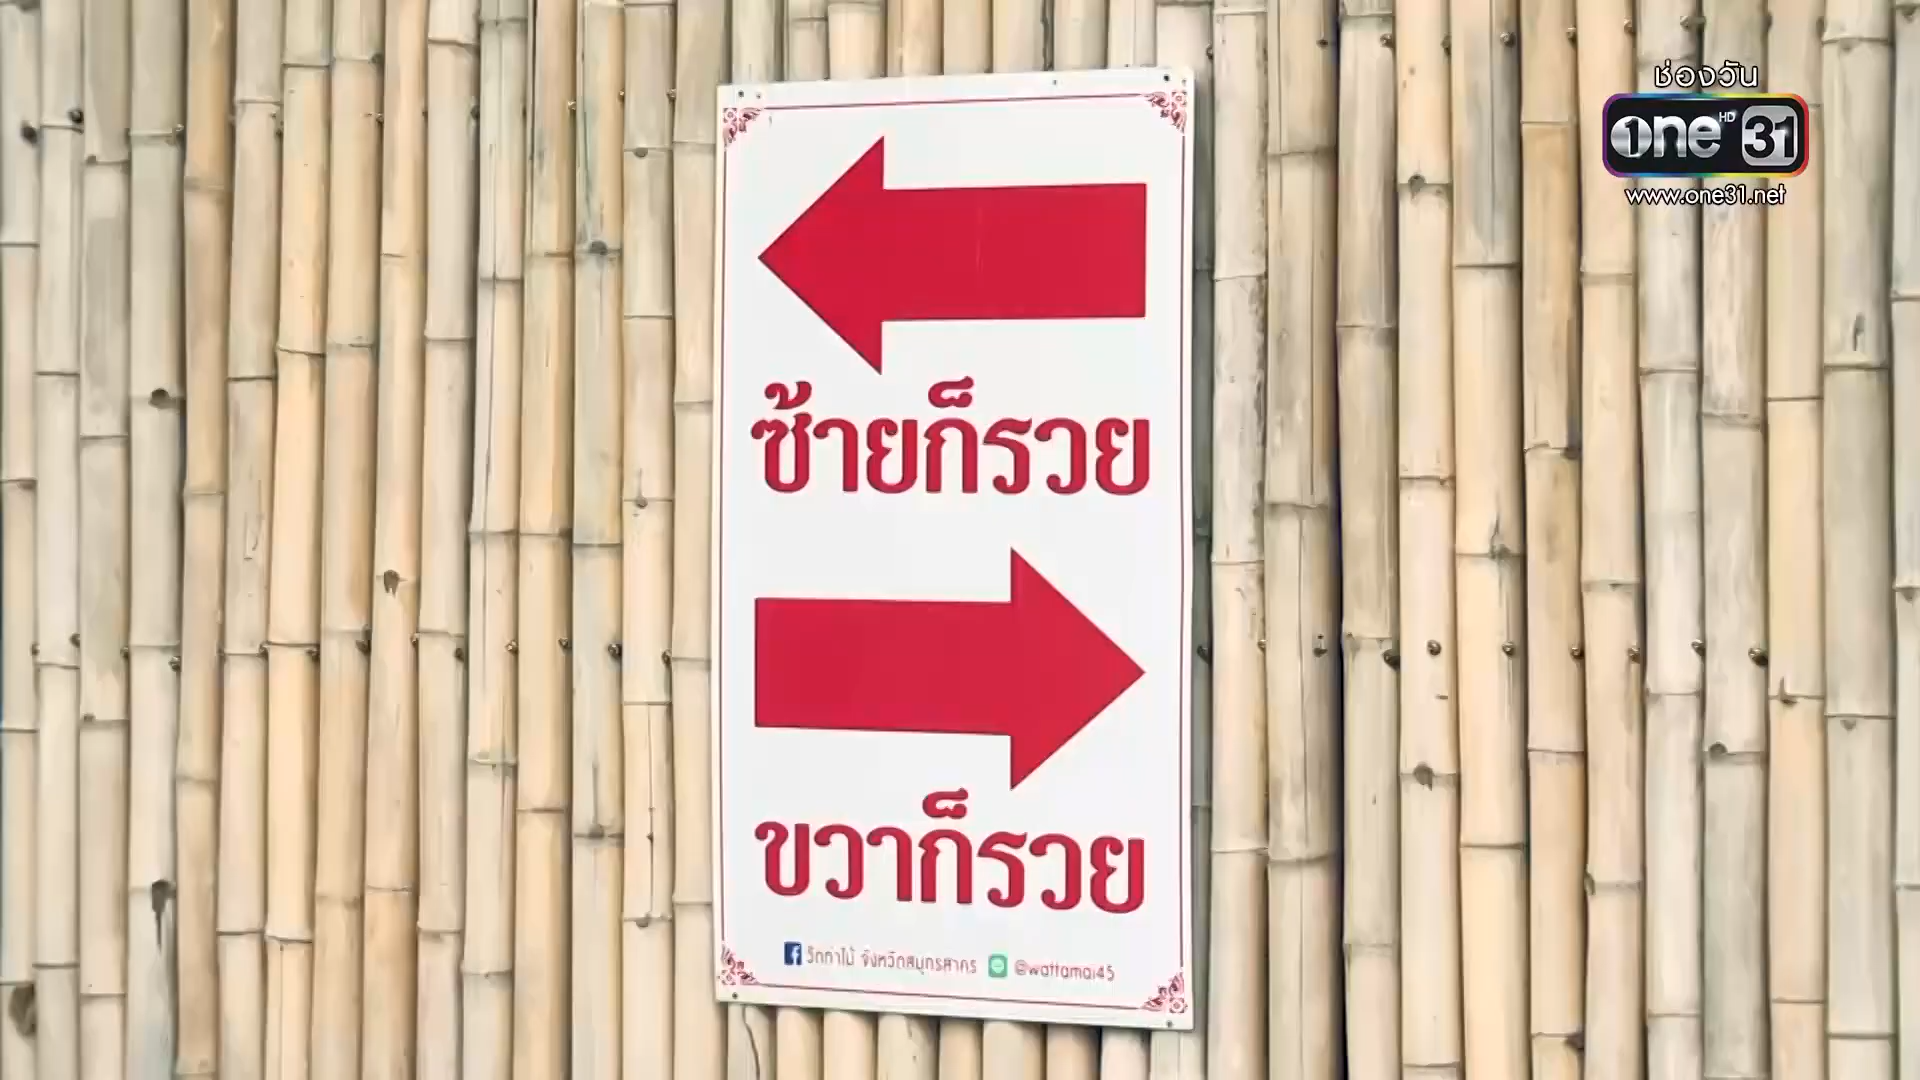 ช่องวัน
one HD 31
www.one31.net
ซ้ายก็รวย
ขวาก็รวย
วัดท่าไม้ จังหวัดสมุทรสาคร @wattamai45